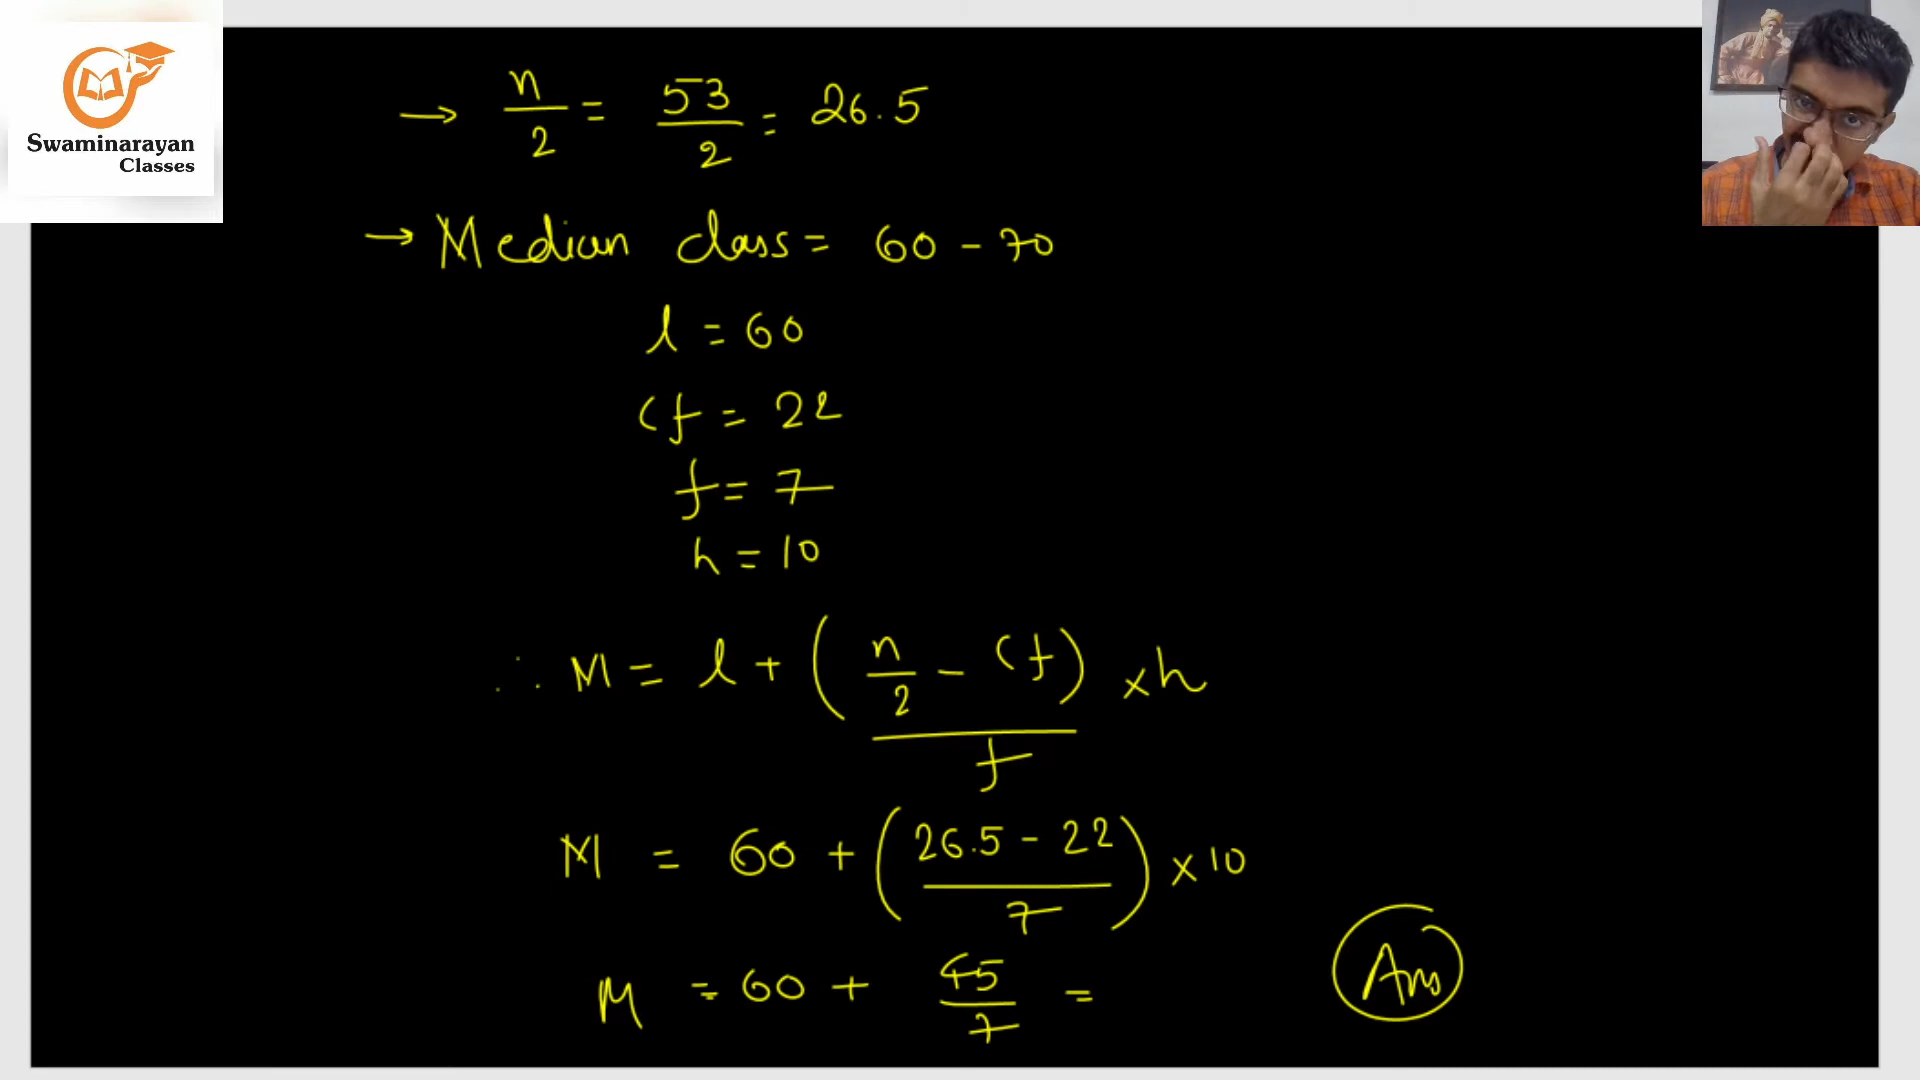 Swaminarayan
Classes
→ n/2 = 53/2 = 26.5
→ Median class = 60 - 70
l = 60
cf = 22
f = 7
h = 10
∴ M = l + (n/2 - cf)/f × h
M = 60 + (26.5 - 22 / 7) × 10
M = 60 + 45/7 =
Ans